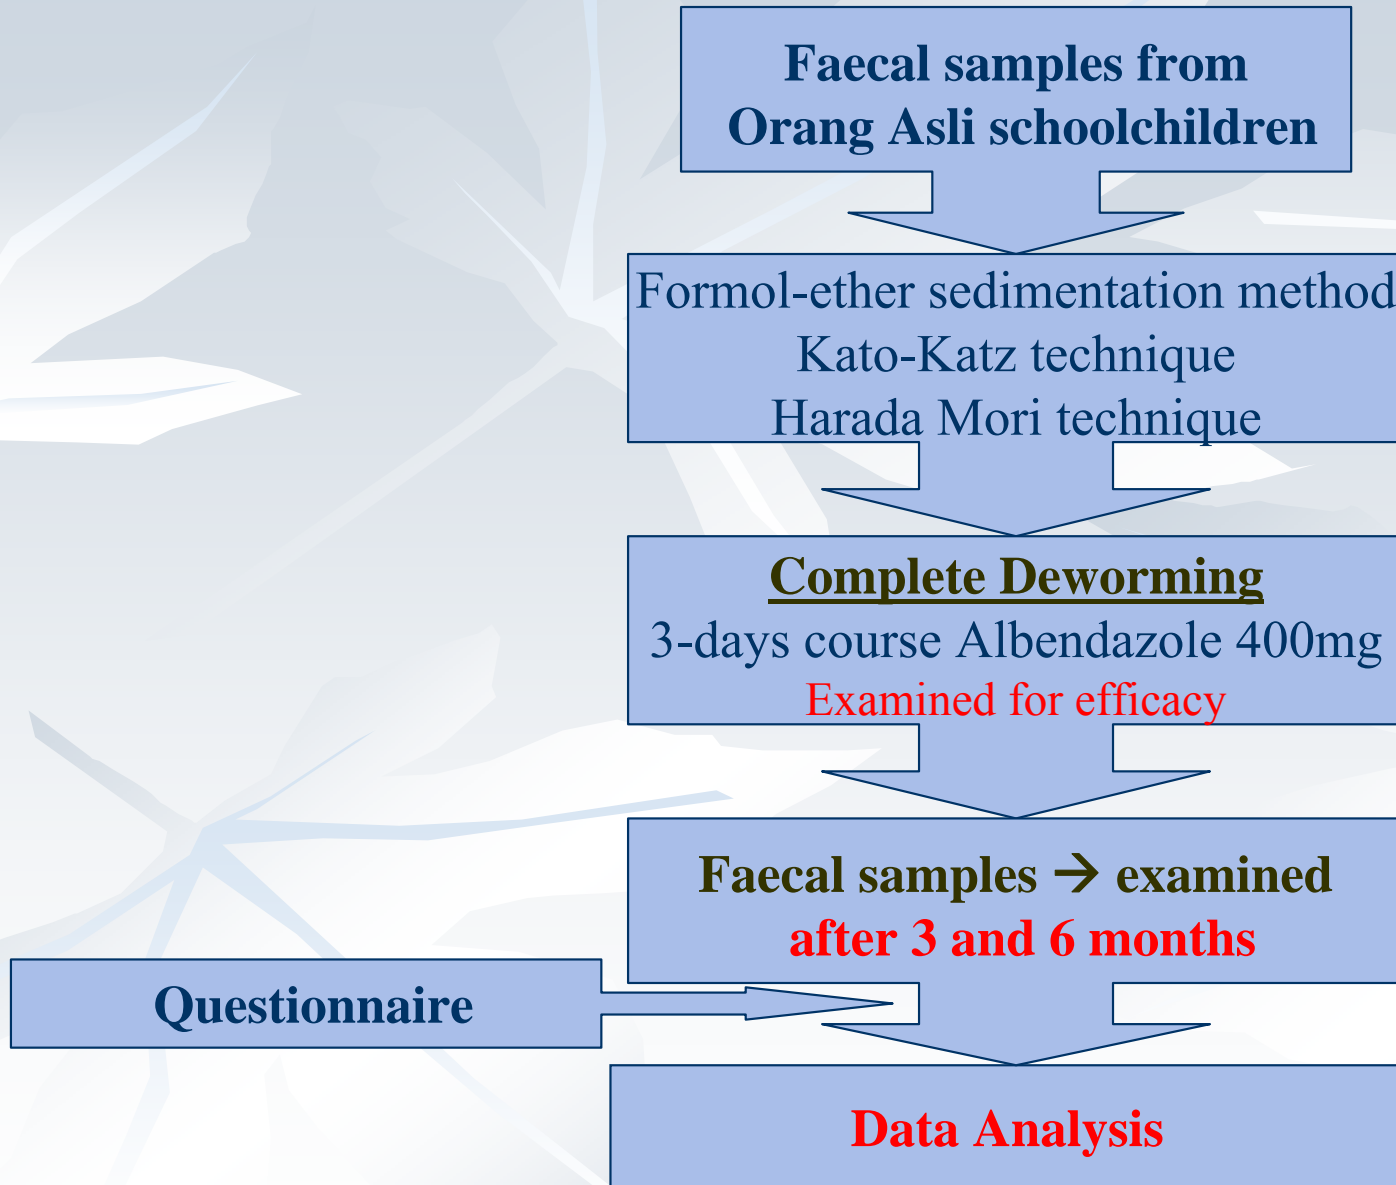 Faecal samples from
Orang Asli schoolchildren
Formol-ether sedimentation method
Kato-Katz technique
Harada Mori technique
Complete Deworming
3-days course Albendazole 400mg
Examined for efficacy
Faecal samples → examined
after 3 and 6 months
Questionnaire
Data Analysis